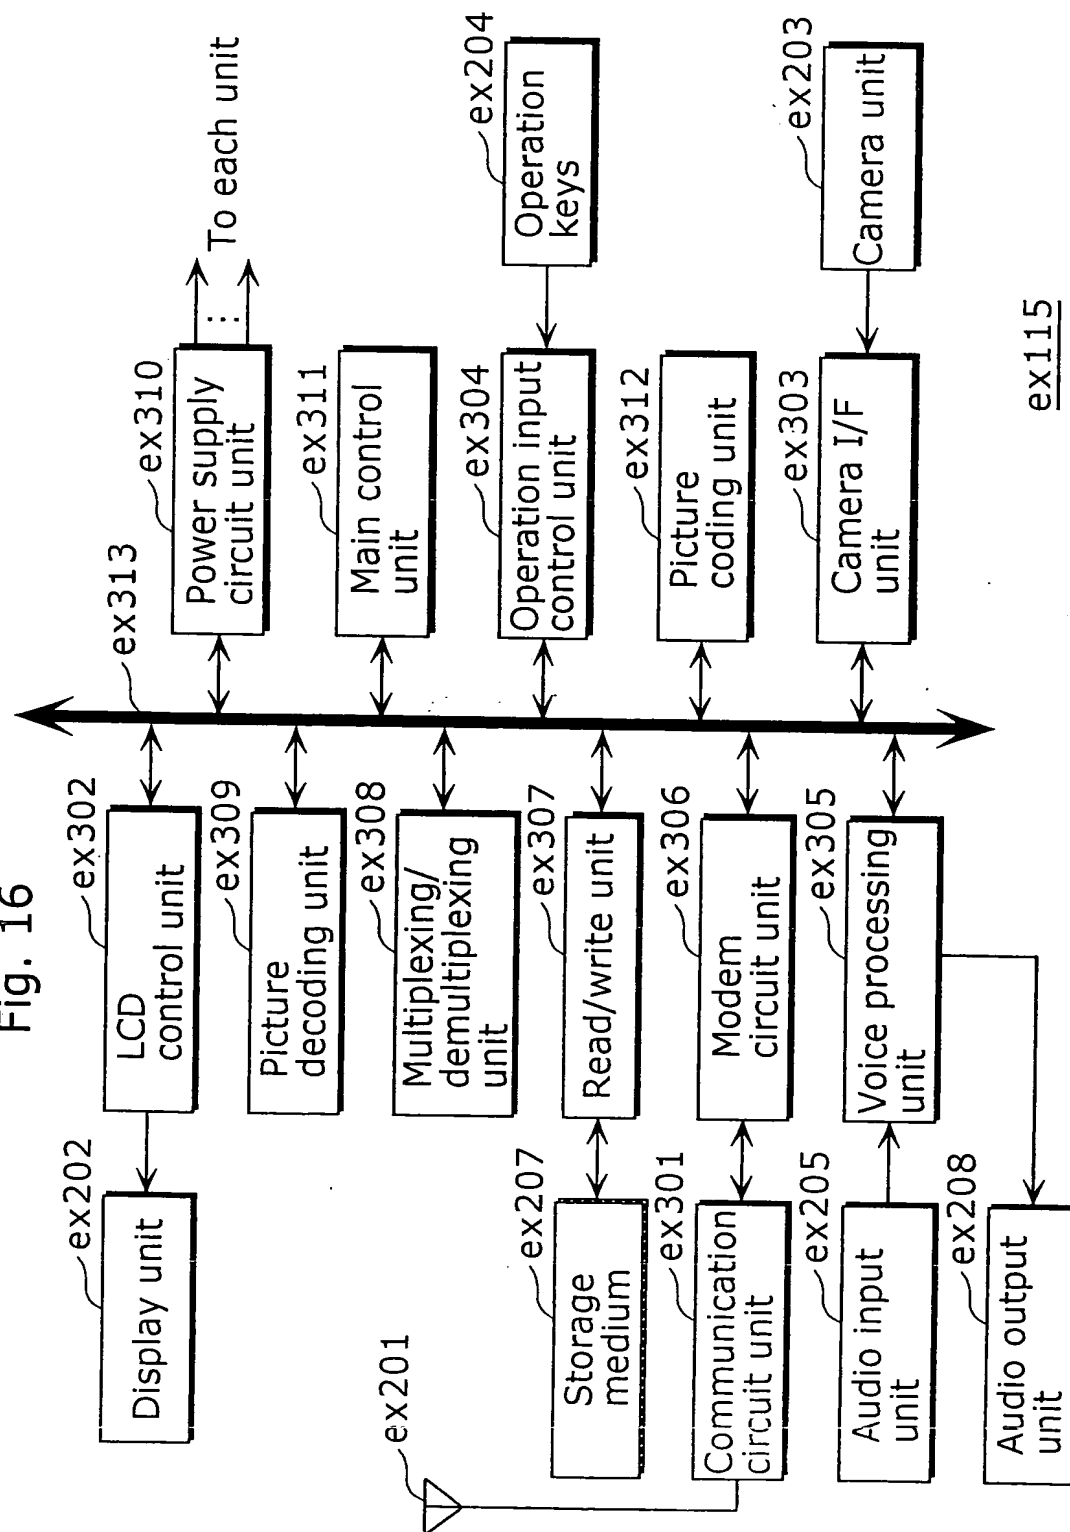 Fig. 16
ex202
Display unit
ex302
LCD
control unit
ex309
Picture
decoding unit
ex308
Multiplexing/
demultiplexing
unit
ex207
Storage
medium
ex307
Read/write unit
ex201
ex301
Communication
circuit unit
ex306
Modem
circuit unit
ex205
Audio input
unit
ex305
Voice processing
unit
ex208
Audio output
unit
ex313
ex310
Power supply
circuit unit
To each unit
ex311
Main control
unit
ex304
Operation input
control unit
ex204
Operation
keys
ex312
Picture
coding unit
ex303
Camera I/F
unit
ex203
Camera unit
ex115